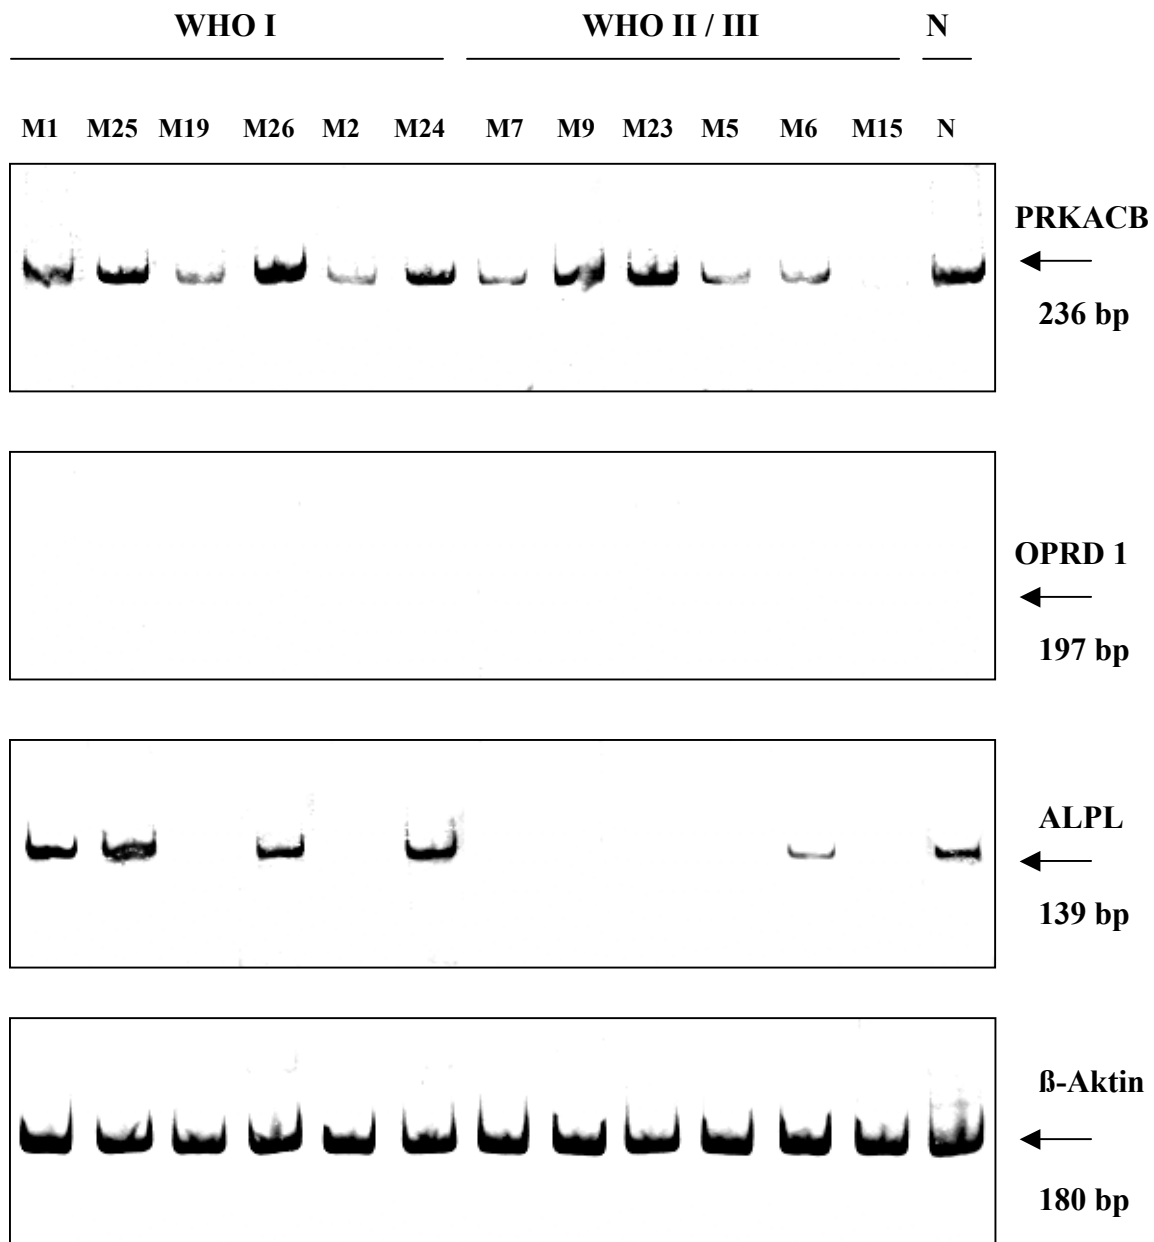 WHO I WHO II / III N
M1 M25 M19 M26 M2 M24 M7 M9 M23 M5 M6 M15 N
PRKACB
236 bp
OPRD 1
197 bp
ALPL
139 bp
ß-Aktin
180 bp